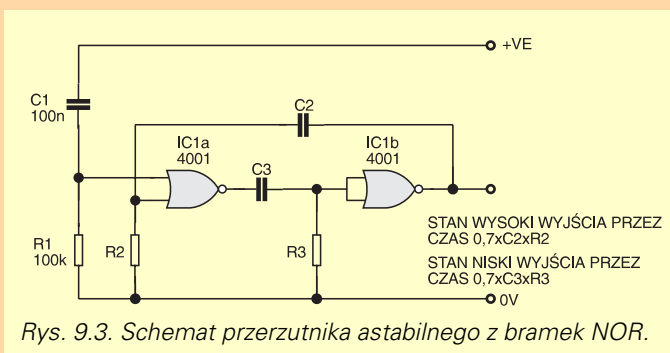 +VE
C1
100n
C2
IC1a
4001
C3
IC1b
4001
R1
100k
R2
R3
STAN WYSOKI WYJŚCIA PRZEZ
CZAS 0,7xC2xR2
STAN NISKI WYJŚCIA PRZEZ
CZAS 0,7xC3xR3
0V
Rys. 9.3. Schemat przerzutnika astabilnego z bramek NOR.